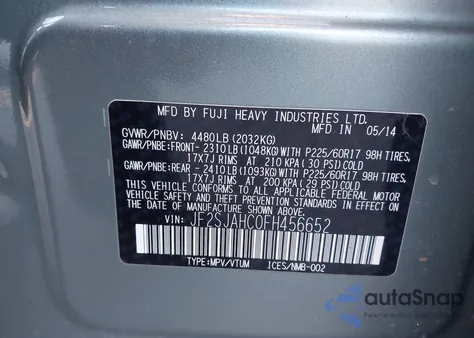 MFD BY FUJI HEAVY INDUSTRIES LTD.
GVWR/PNBV: 4480LB(2032KG) P225 IN 05/14
GAWR/PNBE:FRONT-2310LB(1048KG)WITH P225/60R17 98H TIRES,
17X7J RIMS AT 210 KPA(30 PSI)COLD
GAWR/PNBE:REAR - 2410LB(1093KG)WITH P225/60R17 98H TIRES,
17X7J RIMS AT 200 KPA(29 PSI)COLD
THIS VEHICLE CONFORMS TO ALL APPLICABLE FEDERAL MOTOR
VEHICLE SAFETY AND THEFT PREVENTION STANDARDS IN EFFECT
ON THE DATE OF MANUFACTURE SHOWN ABOVE.
VIN: JF2SJAHC0FH456652
TYPE:MPV/VTUM ICES/NMB-002
autoSnap